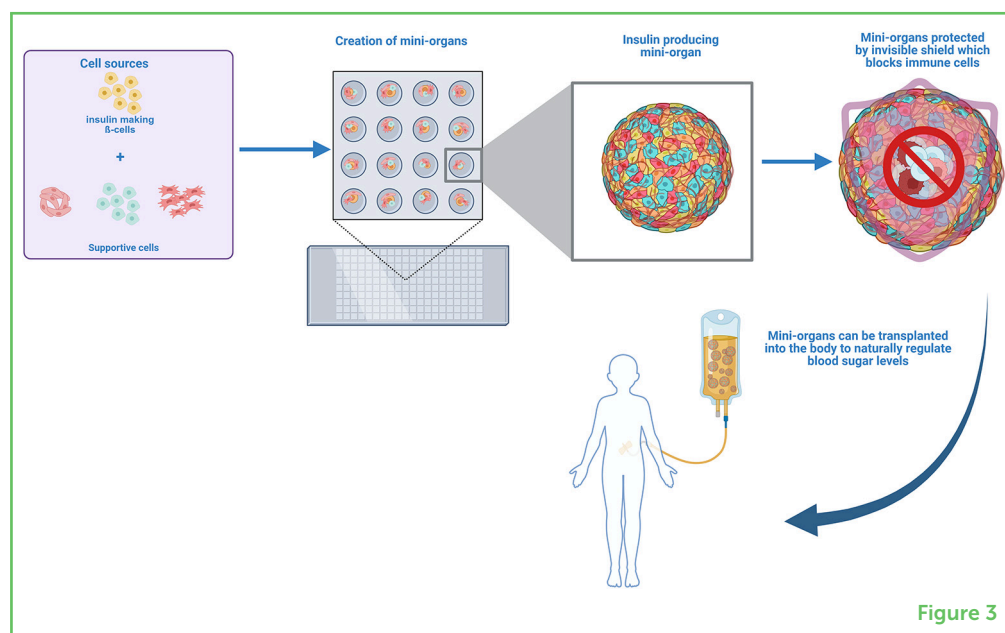 Cell sources
insulin making
ß-cells
+
Supportive cells
Creation of mini-organs
Insulin producing
mini-organ
Mini-organs protected
by invisible shield which
blocks immune cells
Mini-organs can be transplanted
into the body to naturally regulate
blood sugar levels
Figure 3